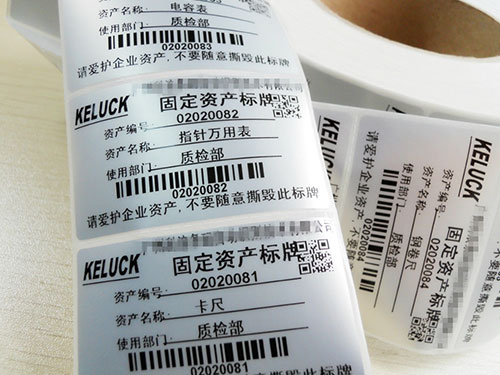 资产名称: 电容表
使用部门: 质检部
02020083
请爱护企业资产,不要随意撕毁此标牌
KELUCK
固定资产标牌
资产编号: 02020082
资产名称: 指针万用表
使用部门: 质检部
02020082
请爱护企业资产,不要随意撕毁此标牌
公司
KELUCK
固定资产标牌
资产编号: 02020081
资产名称: 卡尺
使用部门: 质检部
02020081
KELUCK
固定资产标牌
资产编号: 02020084
资产名称: 钢卷尺
使用部门: 质检部
02020084
请爱护企业资产,不要随意撕毁此标牌